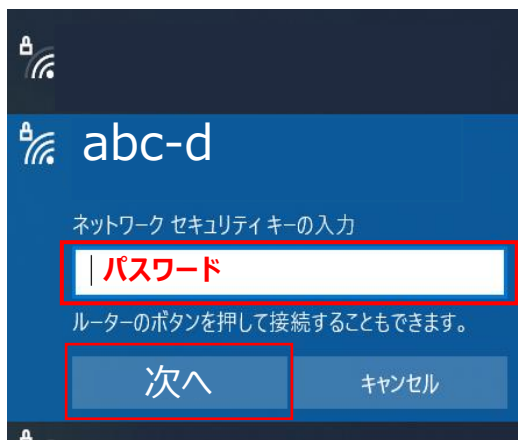 abc-d
ネットワーク セキュリティ キーの入力
パスワード
ルーターのボタンを押して接続することもできます。
次へ
キャンセル